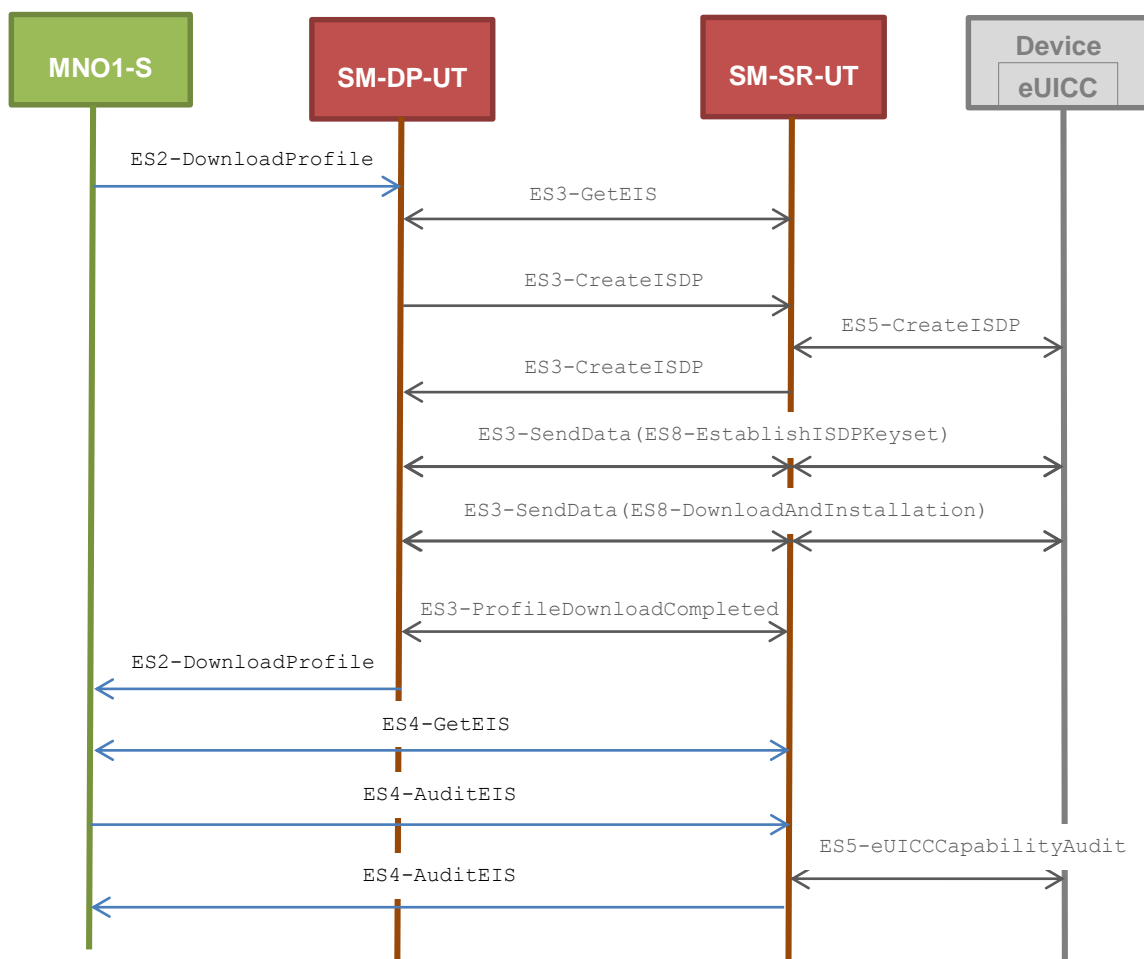 MNO1-S
SM-DP-UT
SM-SR-UT
Device
eUICC
ES2-DownloadProfile
ES3-GetEIS
ES3-CreateISDP
ES5-CreateISDP
ES3-CreateISDP
ES3-SendData(ES8-EstablishISDPKeyset)
ES3-SendData(ES8-DownloadAndInstallation)
ES3-ProfileDownloadCompleted
ES2-DownloadProfile
ES4-GetEIS
ES4-AuditEIS
ES5-eUICCCapabilityAudit
ES4-AuditEIS